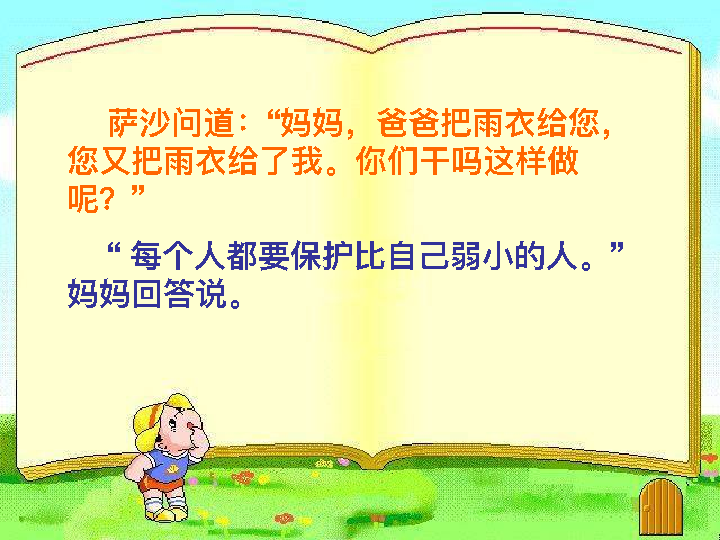 萨沙问道：“妈妈，爸爸把雨衣给您，
您又把雨衣给了我。你们干吗这样做
呢？”
“每个人都要保护比自己弱小的人。”
妈妈回答说。